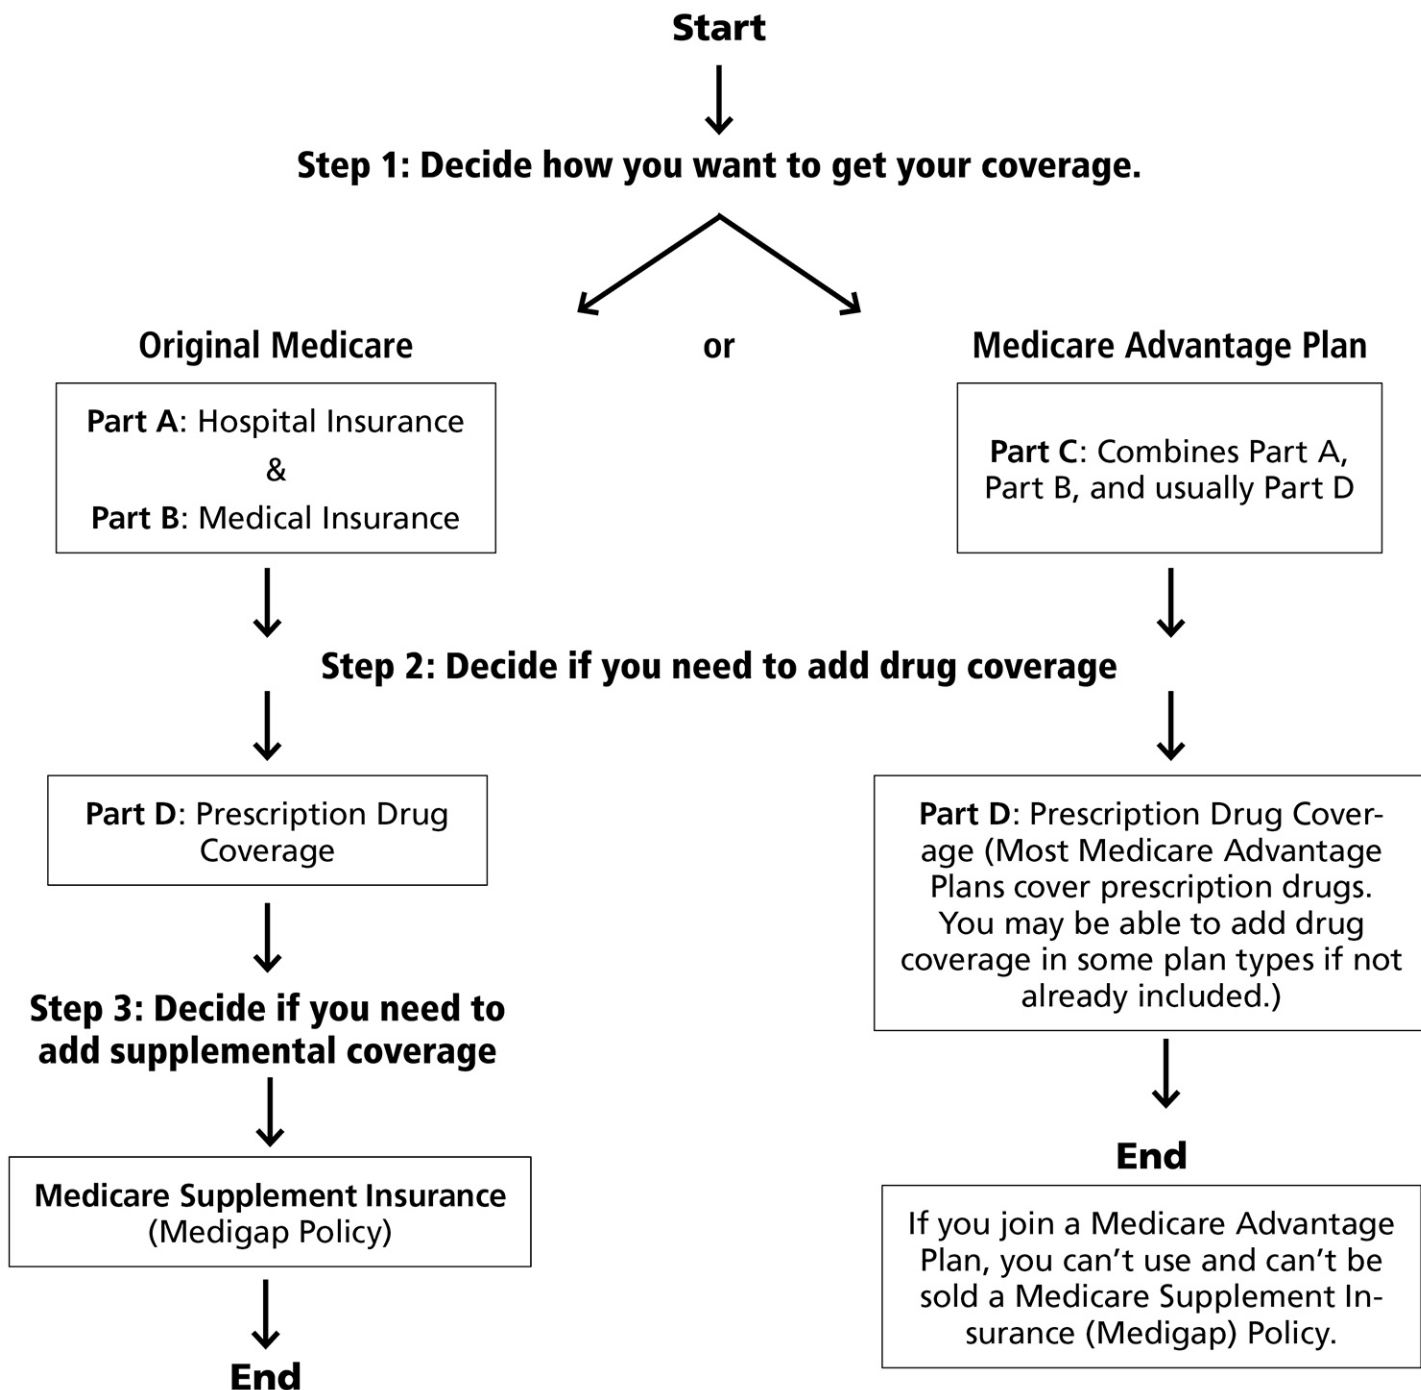 Start
Step 1: Decide how you want to get your coverage.
Original Medicare
or
Medicare Advantage Plan
Part A: Hospital Insurance
&
Part B: Medical Insurance
Part C: Combines Part A,
Part B, and usually Part D
Step 2: Decide if you need to add drug coverage
Part D: Prescription Drug
Coverage
Part D: Prescription Drug Cover-
age (Most Medicare Advantage
Plans cover prescription drugs.
You may be able to add drug
coverage in some plan types if not
already included.)
Step 3: Decide if you need to
add supplemental coverage
Medicare Supplement Insurance
(Medigap Policy)
End
End
If you join a Medicare Advantage
Plan, you can’t use and can’t be
sold a Medicare Supplement In-
surance (Medigap) Policy.